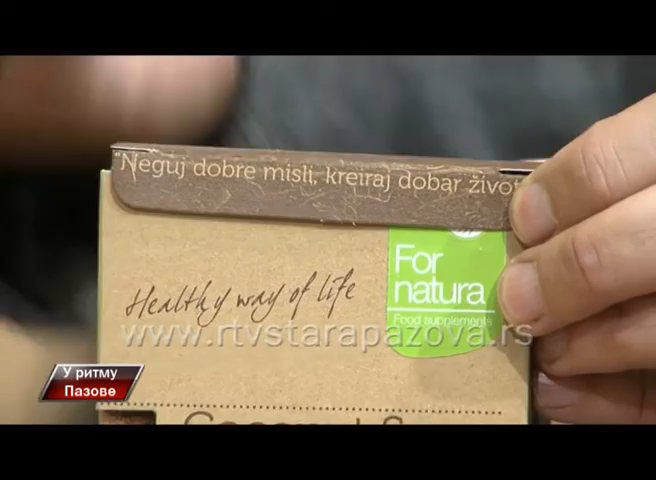 Neguj dobre misli, kreiraj dobar život
Healthy way of life
For
natura
Food supplements
www.rtvstarapazova.rs
У ритму
Пазове